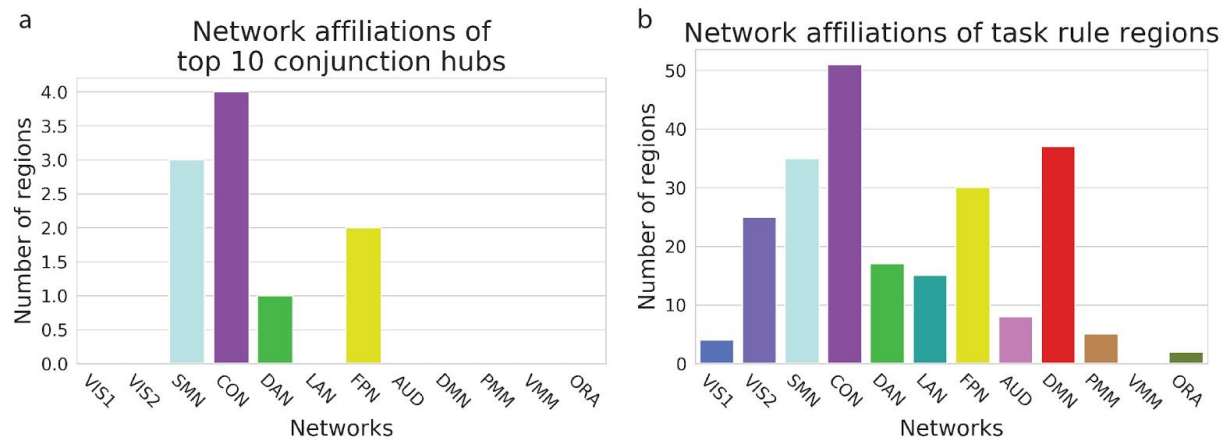 a
Network affiliations of
top 10 conjunction hubs
Number of regions
4.0
3.5
3.0
2.5
2.0
1.5
1.0
0.5
0.0
VIS1
VIS2
SMN
CON
DAN
LAN
FPN
AUD
DMN
PMM
VMM
ORA
Networks
b
Network affiliations of task rule regions
Number of regions
50
40
30
20
10
0
VIS1
VIS2
SMN
CON
DAN
LAN
FPN
AUD
DMN
PMM
VMM
ORA
Networks